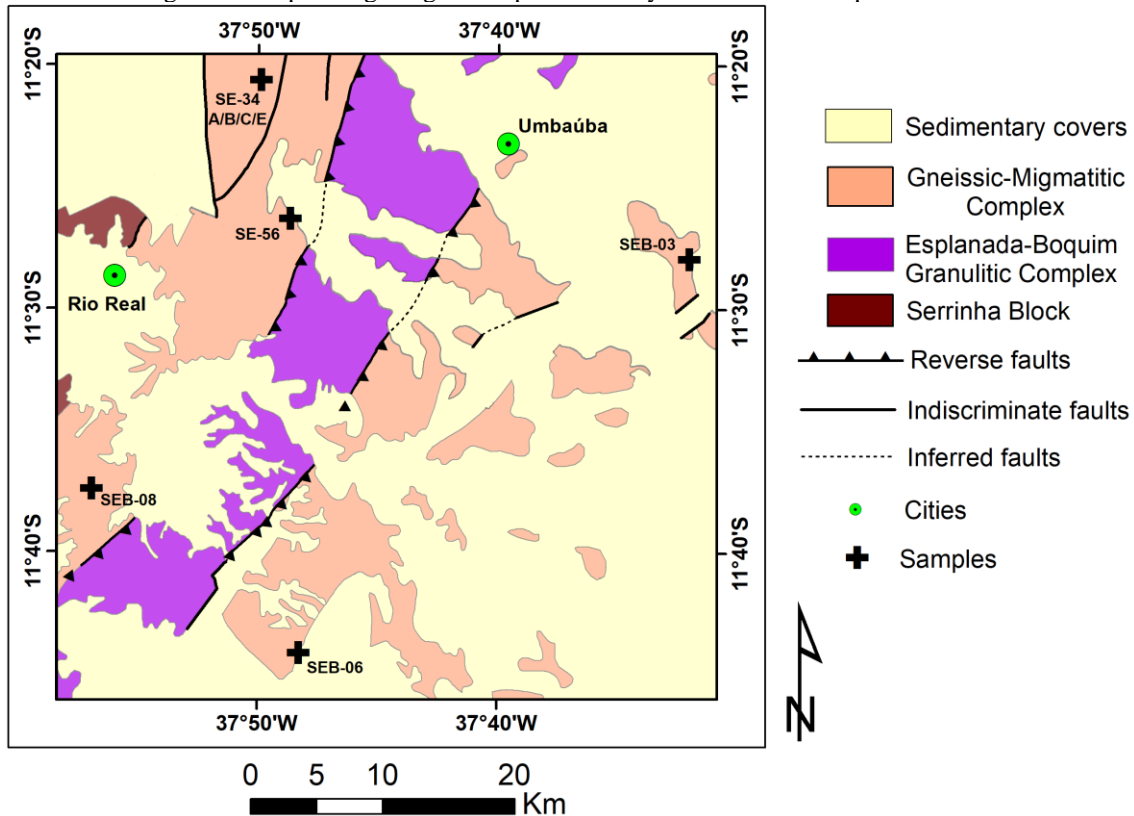 37°50'W
37°40'W
11°20'S
11°20'S
SE-34
A/B/C/E
Umbaúba
SE-56
SEB-03
Rio Real
11°30'S
11°30'S
SEB-08
11°40'S
11°40'S
SEB-06
37°50'W
37°40'W
Sedimentary covers
Gneissic-Migmatitic
Complex
Esplanada-Boquim
Granulitic Complex
Serrinha Block
Reverse faults
Indiscriminate faults
Inferred faults
Cities
Samples
N
0 5 10 20
Km